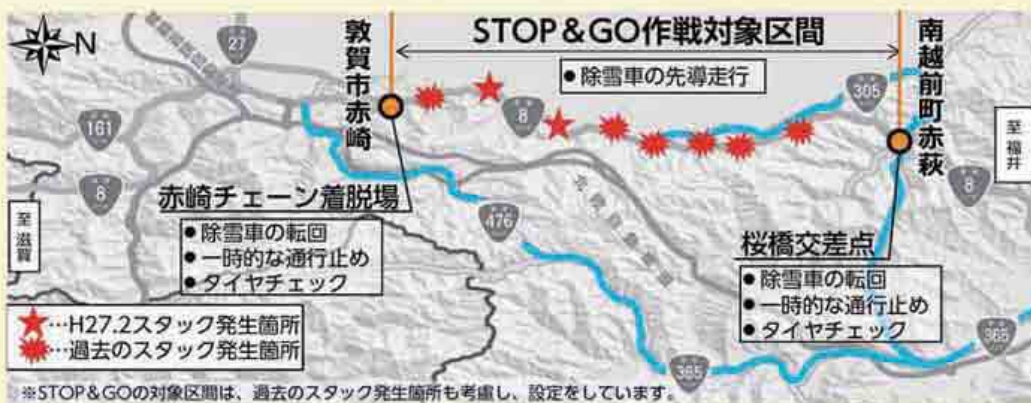 N
27
敦賀市赤崎
STOP&GO作戦対象区間
●除雪車の先導走行
南越前町赤萩
305
8
161
8
至滋賀
赤崎チェーン着脱場
●除雪車の転回
●一時的な通行止め
●タイヤチェック
476
至福井
8
桜橋交差点
●除雪車の転回
●一時的な通行止め
●タイヤチェック
365
365
★…H27.2スタック発生箇所
…過去のスタック発生箇所
※STOP&GOの対象区間は、過去のスタック発生箇所も考慮し、設定をしています。